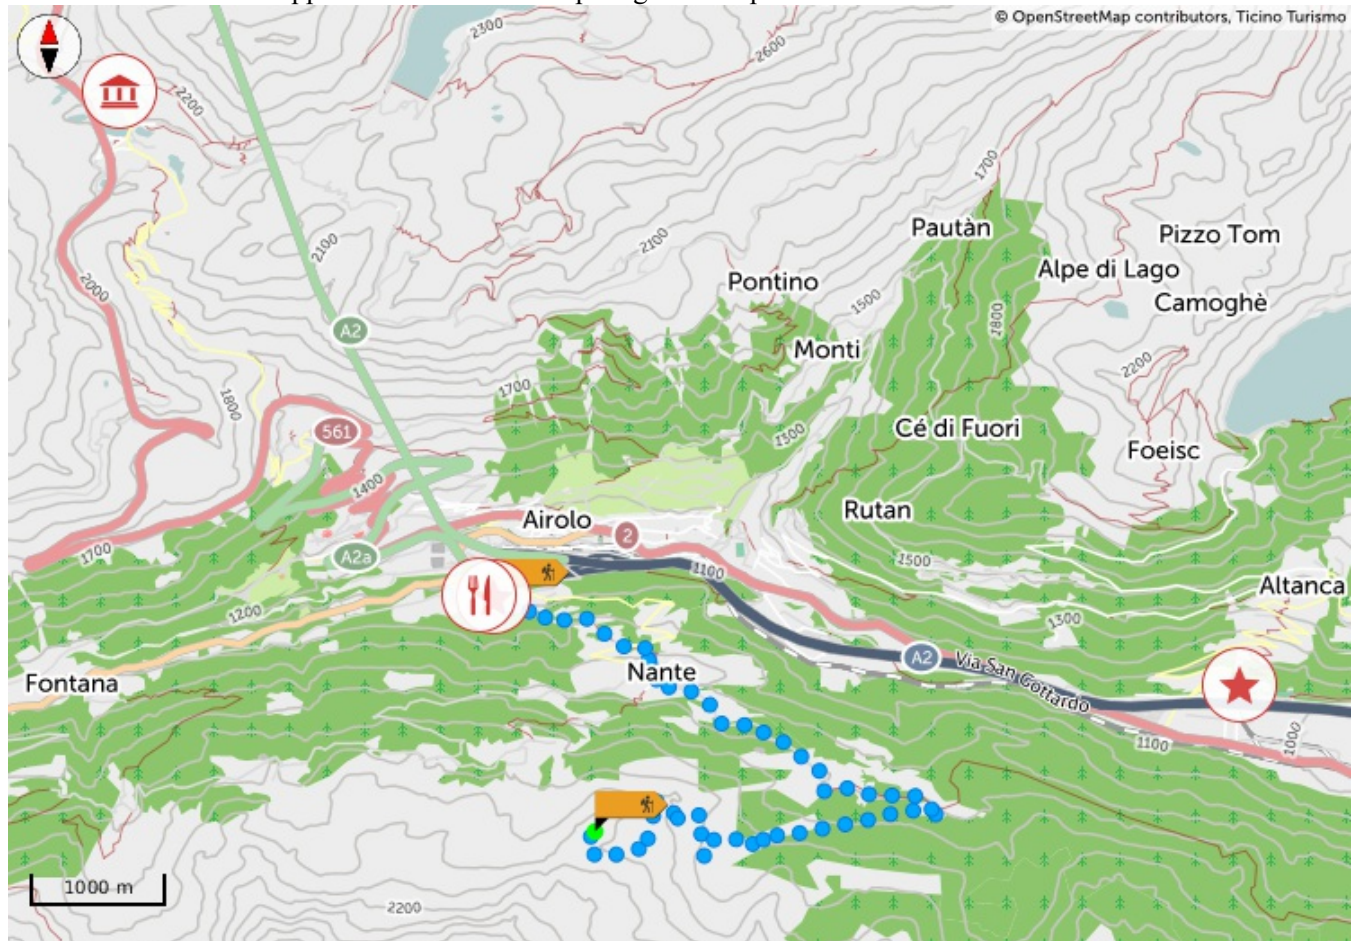 © OpenStreetMap contributors, Ticino Turismo
2300
2600
2200
1700
2100
2100
Pautàn
Pizzo Tom
Alpe di Lago
Pontino
Camoghè
2000
1500
1800
A2
Monti
2200
1700
1800
561
1300
Cé di Fuori
Foeisc
1400
Rutan
Airolo
2
1700
A2a
1500
1100
Altanca
1200
1300
A2
Via San Gottardo
Nante
Fontana
1100
1000
1000 m
2200